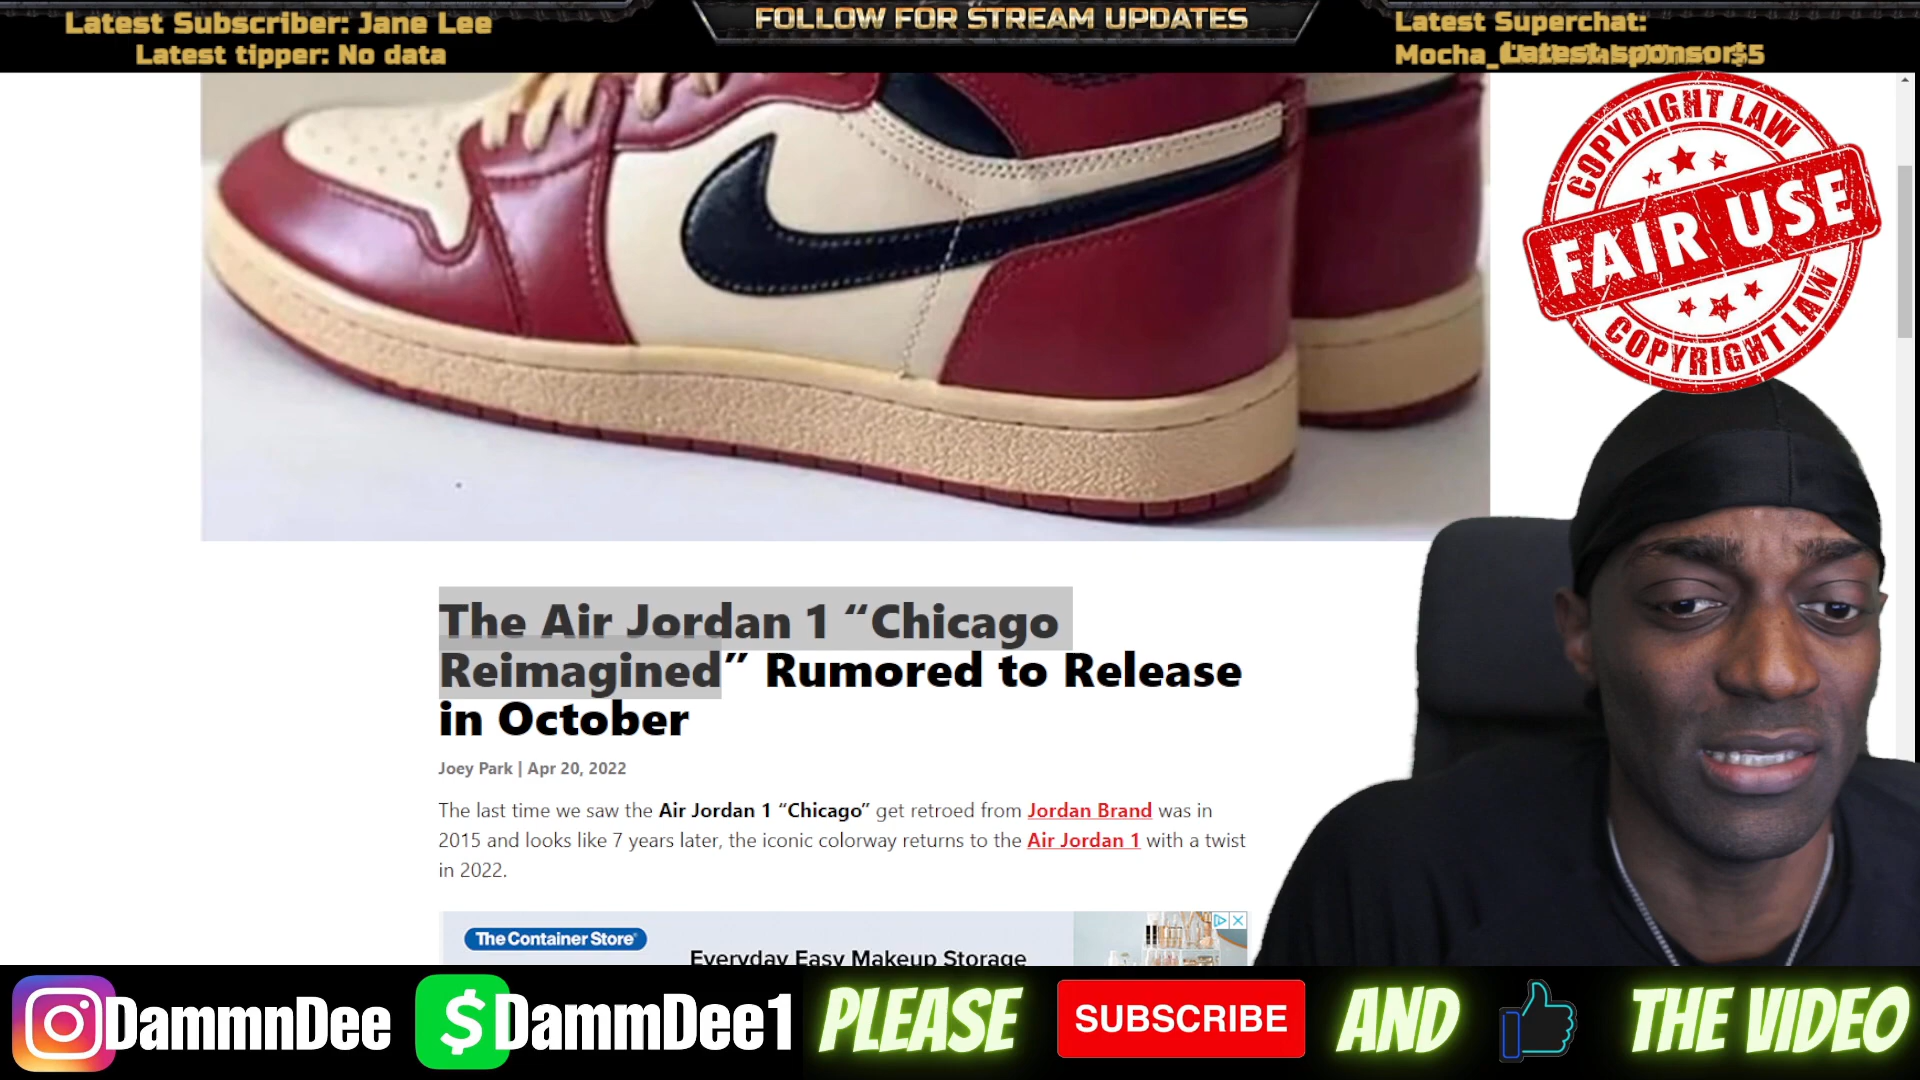 Latest Subscriber: Jane Lee
Latest tipper: No data
FOLLOW FOR STREAM UPDATES
Latest Superchat:
Latest sponsor:
$5
COPYRIGHT LAW
FAIR USE
COPYRIGHT LAW
The Air Jordan 1 “Chicago
Reimagined” Rumored to Release
in October
Joey Park | Apr 20, 2022
The last time we saw the Air Jordan 1 “Chicago” get retroed from Jordan Brand was in
2015 and looks like 7 years later, the iconic colorway returns to the Air Jordan 1 with a twist
in 2022.
The Container Store®
Everyday Easy Makeup Storage
DammnDee
$ DammDee1
PLEASE
SUBSCRIBE
AND
THE VIDEO